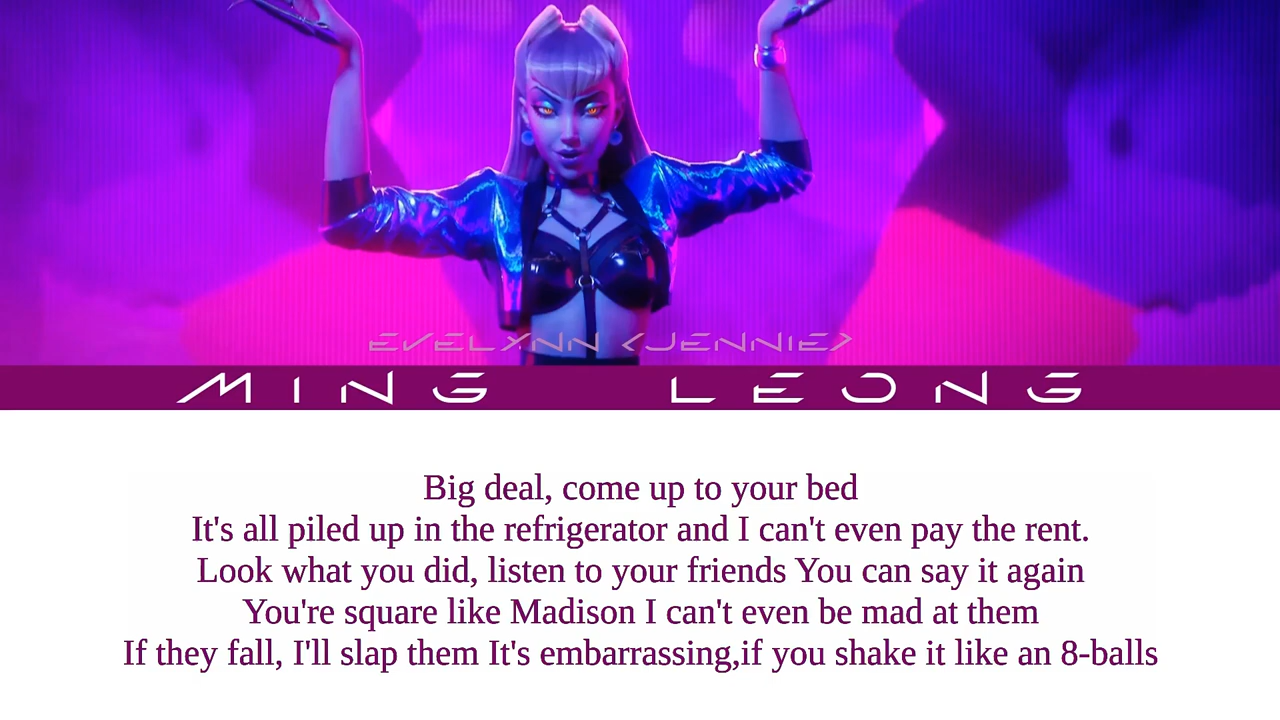 EVELYNN <JENNIE>
MING LEONG
Big deal, come up to your bed
It's all piled up in the refrigerator and I can't even pay the rent.
Look what you did, listen to your friends You can say it again
You're square like Madison I can't even be mad at them
If they fall, I'll slap them It's embarrassing,if you shake it like an 8-balls